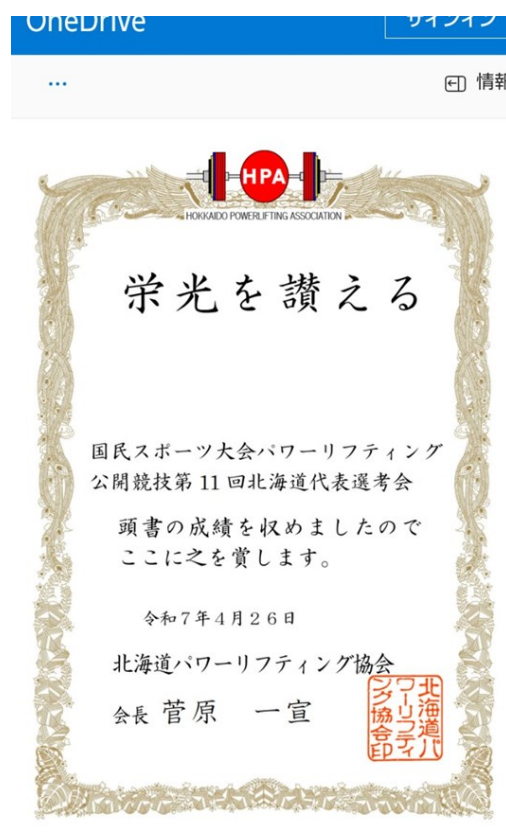 OneDrive
サインイン
情報
HPA
HOKKAIDO POWERLIFTING ASSOCIATION
栄光を讃える
国民スポーツ大会パワーリフティング
公開競技第11回北海道代表選考会
頭書の成績を収めましたので
ここに之を賞します。
令和7年4月26日
北海道パワーリフティング協会
会長 菅原 一宣
北海道パ
ワーリフティ
ング協会印